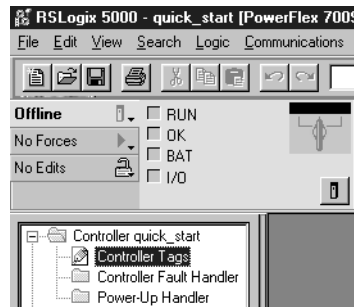 RSLogix 5000 - quick_start [PowerFlex 700S
File Edit View Search Logic Communications
Offline
RUN
No Forces
OK
BAT
No Edits
I/O
Controller quick_start
Controller Tags
Controller Fault Handler
Power-Up Handler